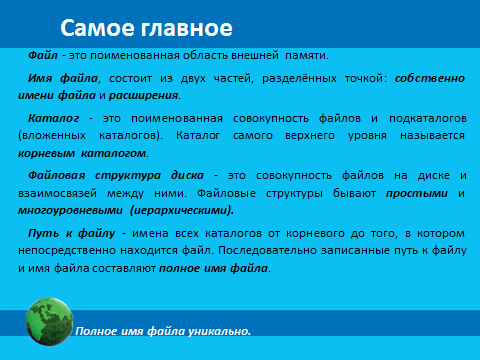 Самое главное
Файл - это поименованная область внешней памяти.
Имя файла, состоит из двух частей, разделённых точкой: собственно
имени файла и расширения.
Каталог - это поименованная совокупность файлов и подкаталогов
(вложенных каталогов). Каталог самого верхнего уровня называется
корневым каталогом.
Файловая структура диска - это совокупность файлов на диске и
взаимосвязей между ними. Файловые структуры бывают простыми и
многоуровневыми (иерархическими).
Путь к файлу - имена всех каталогов от корневого до того, в котором
непосредственно находится файл. Последовательно записанные путь к файлу
и имя файла составляют полное имя файла.
Полное имя файла уникально.